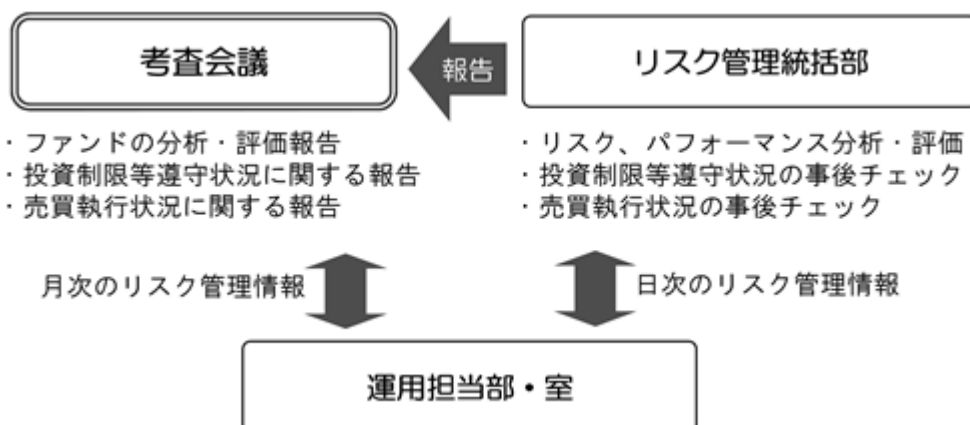 考査会議
報告
リスク管理統括部
・ファンドの分析・評価報告
・投資制限等遵守状況に関する報告
・売買執行状況に関する報告
・リスク、パフォーマンス分析・評価
・投資制限等遵守状況の事後チェック
・売買執行状況の事後チェック
月次のリスク管理情報
日次のリスク管理情報
運用担当部・室